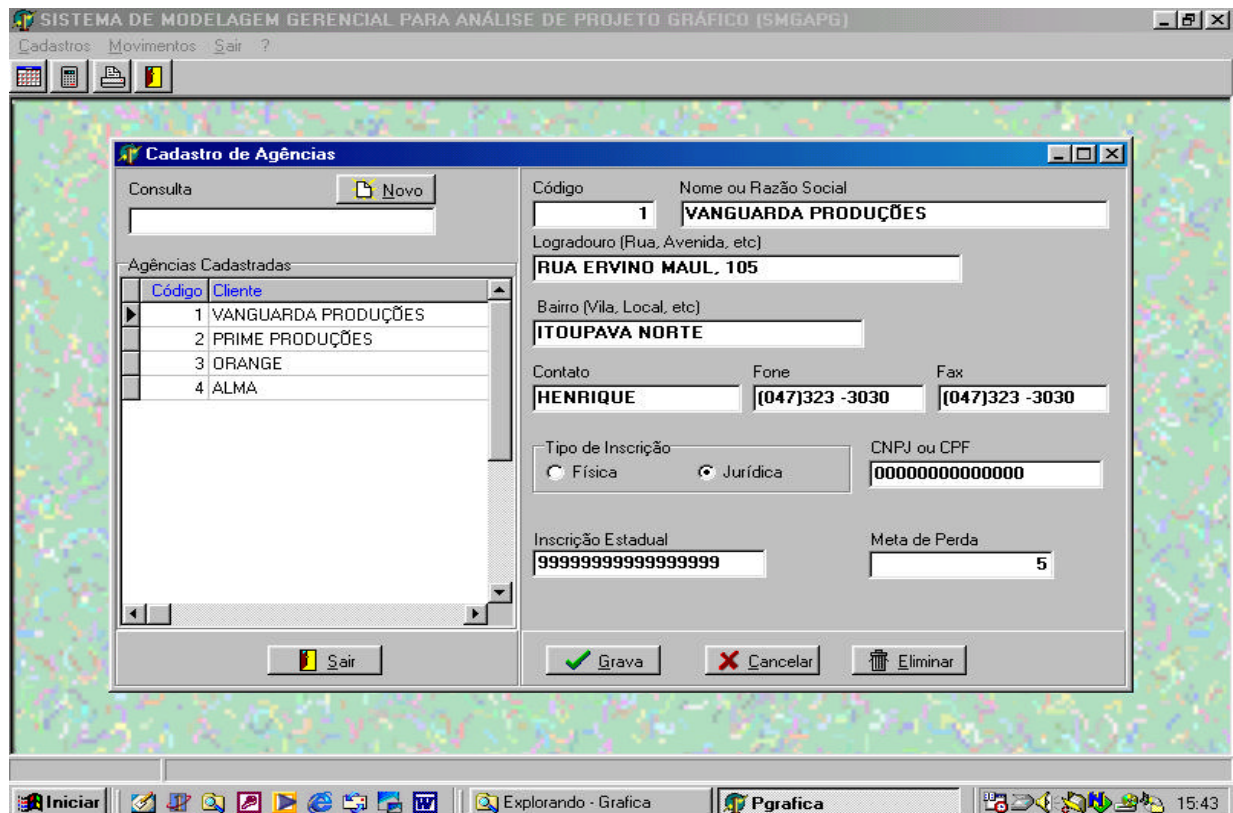 SISTEMA DE MODELAGEM GERENCIAL PARA ANÁLISE DE PROJETO GRÁFICO (SMGAPG)
Cadastros Movimentos Sair ?
Cadastro de Agências
Consulta
Novo
Agências Cadastradas
Código Cliente
1 VANGUARDA PRODUÇÕES
2 PRIME PRODUÇÕES
3 ORANGE
4 ALMA
Sair
Código Nome ou Razão Social
1 VANGUARDA PRODUÇÕES
Logradouro (Rua, Avenida, etc)
RUA ERVINO MAUL, 105
Bairro (Vila, Local, etc)
ITOUPAVA NORTE
Contato Fone Fax
HENRIQUE (047)323 -3030 (047)323 -3030
Tipo de Inscrição CNPJ ou CPF
Física Jurídica 00000000000000
Inscrição Estadual Meta de Perda
99999999999999999 5
Grava Cancelar Eliminar
Iniciar Explorando - Grafica Pgrafica 15:43